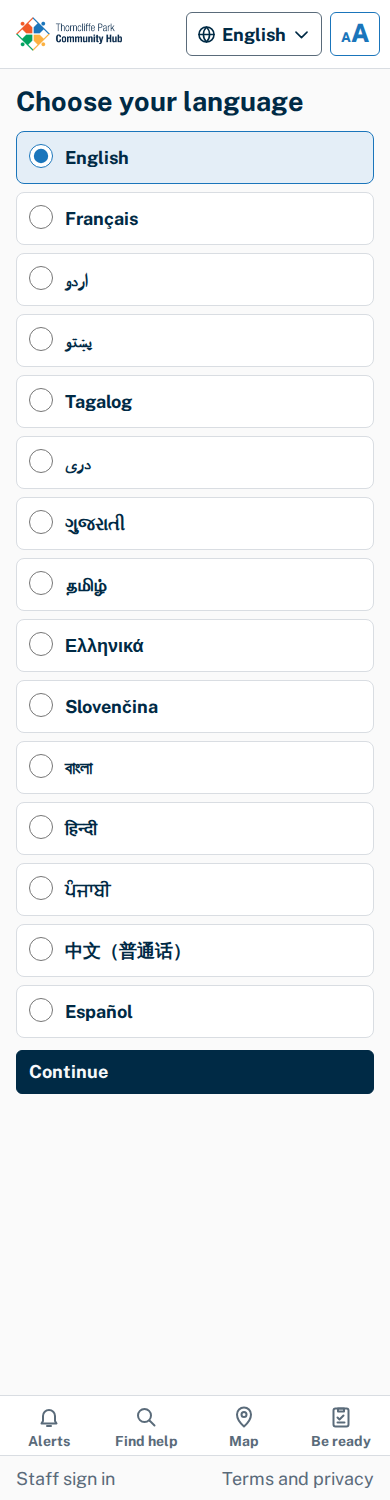 Thorncliffe Park
Community Hub
English
AA
Choose your language
English
Français
اردو
پښتو
Tagalog
دری
ગુજરાતી
தமிழ்
Ελληνικά
Slovenčina
বাংলা
हिन्दी
ਪੰਜਾਬੀ
中文（普通话）
Español
Continue
Alerts
Find help
Map
Be ready
Staff sign in
Terms and privacy